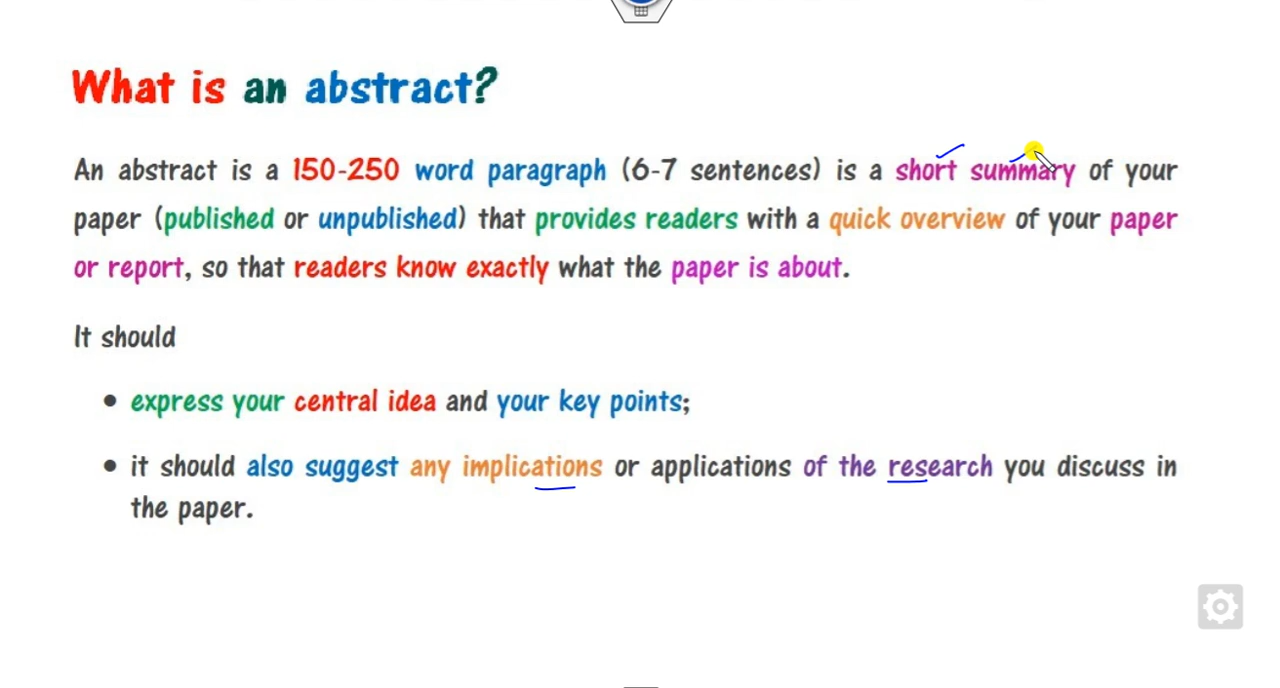 What is an abstract?
An abstract is a 150-250 word paragraph (6-7 sentences) is a short summary of your
paper (published or unpublished) that provides readers with a quick overview of your paper
or report, so that readers know exactly what the paper is about.
It should
• express your central idea and your key points;
• it should also suggest any implications or applications of the research you discuss in
the paper.